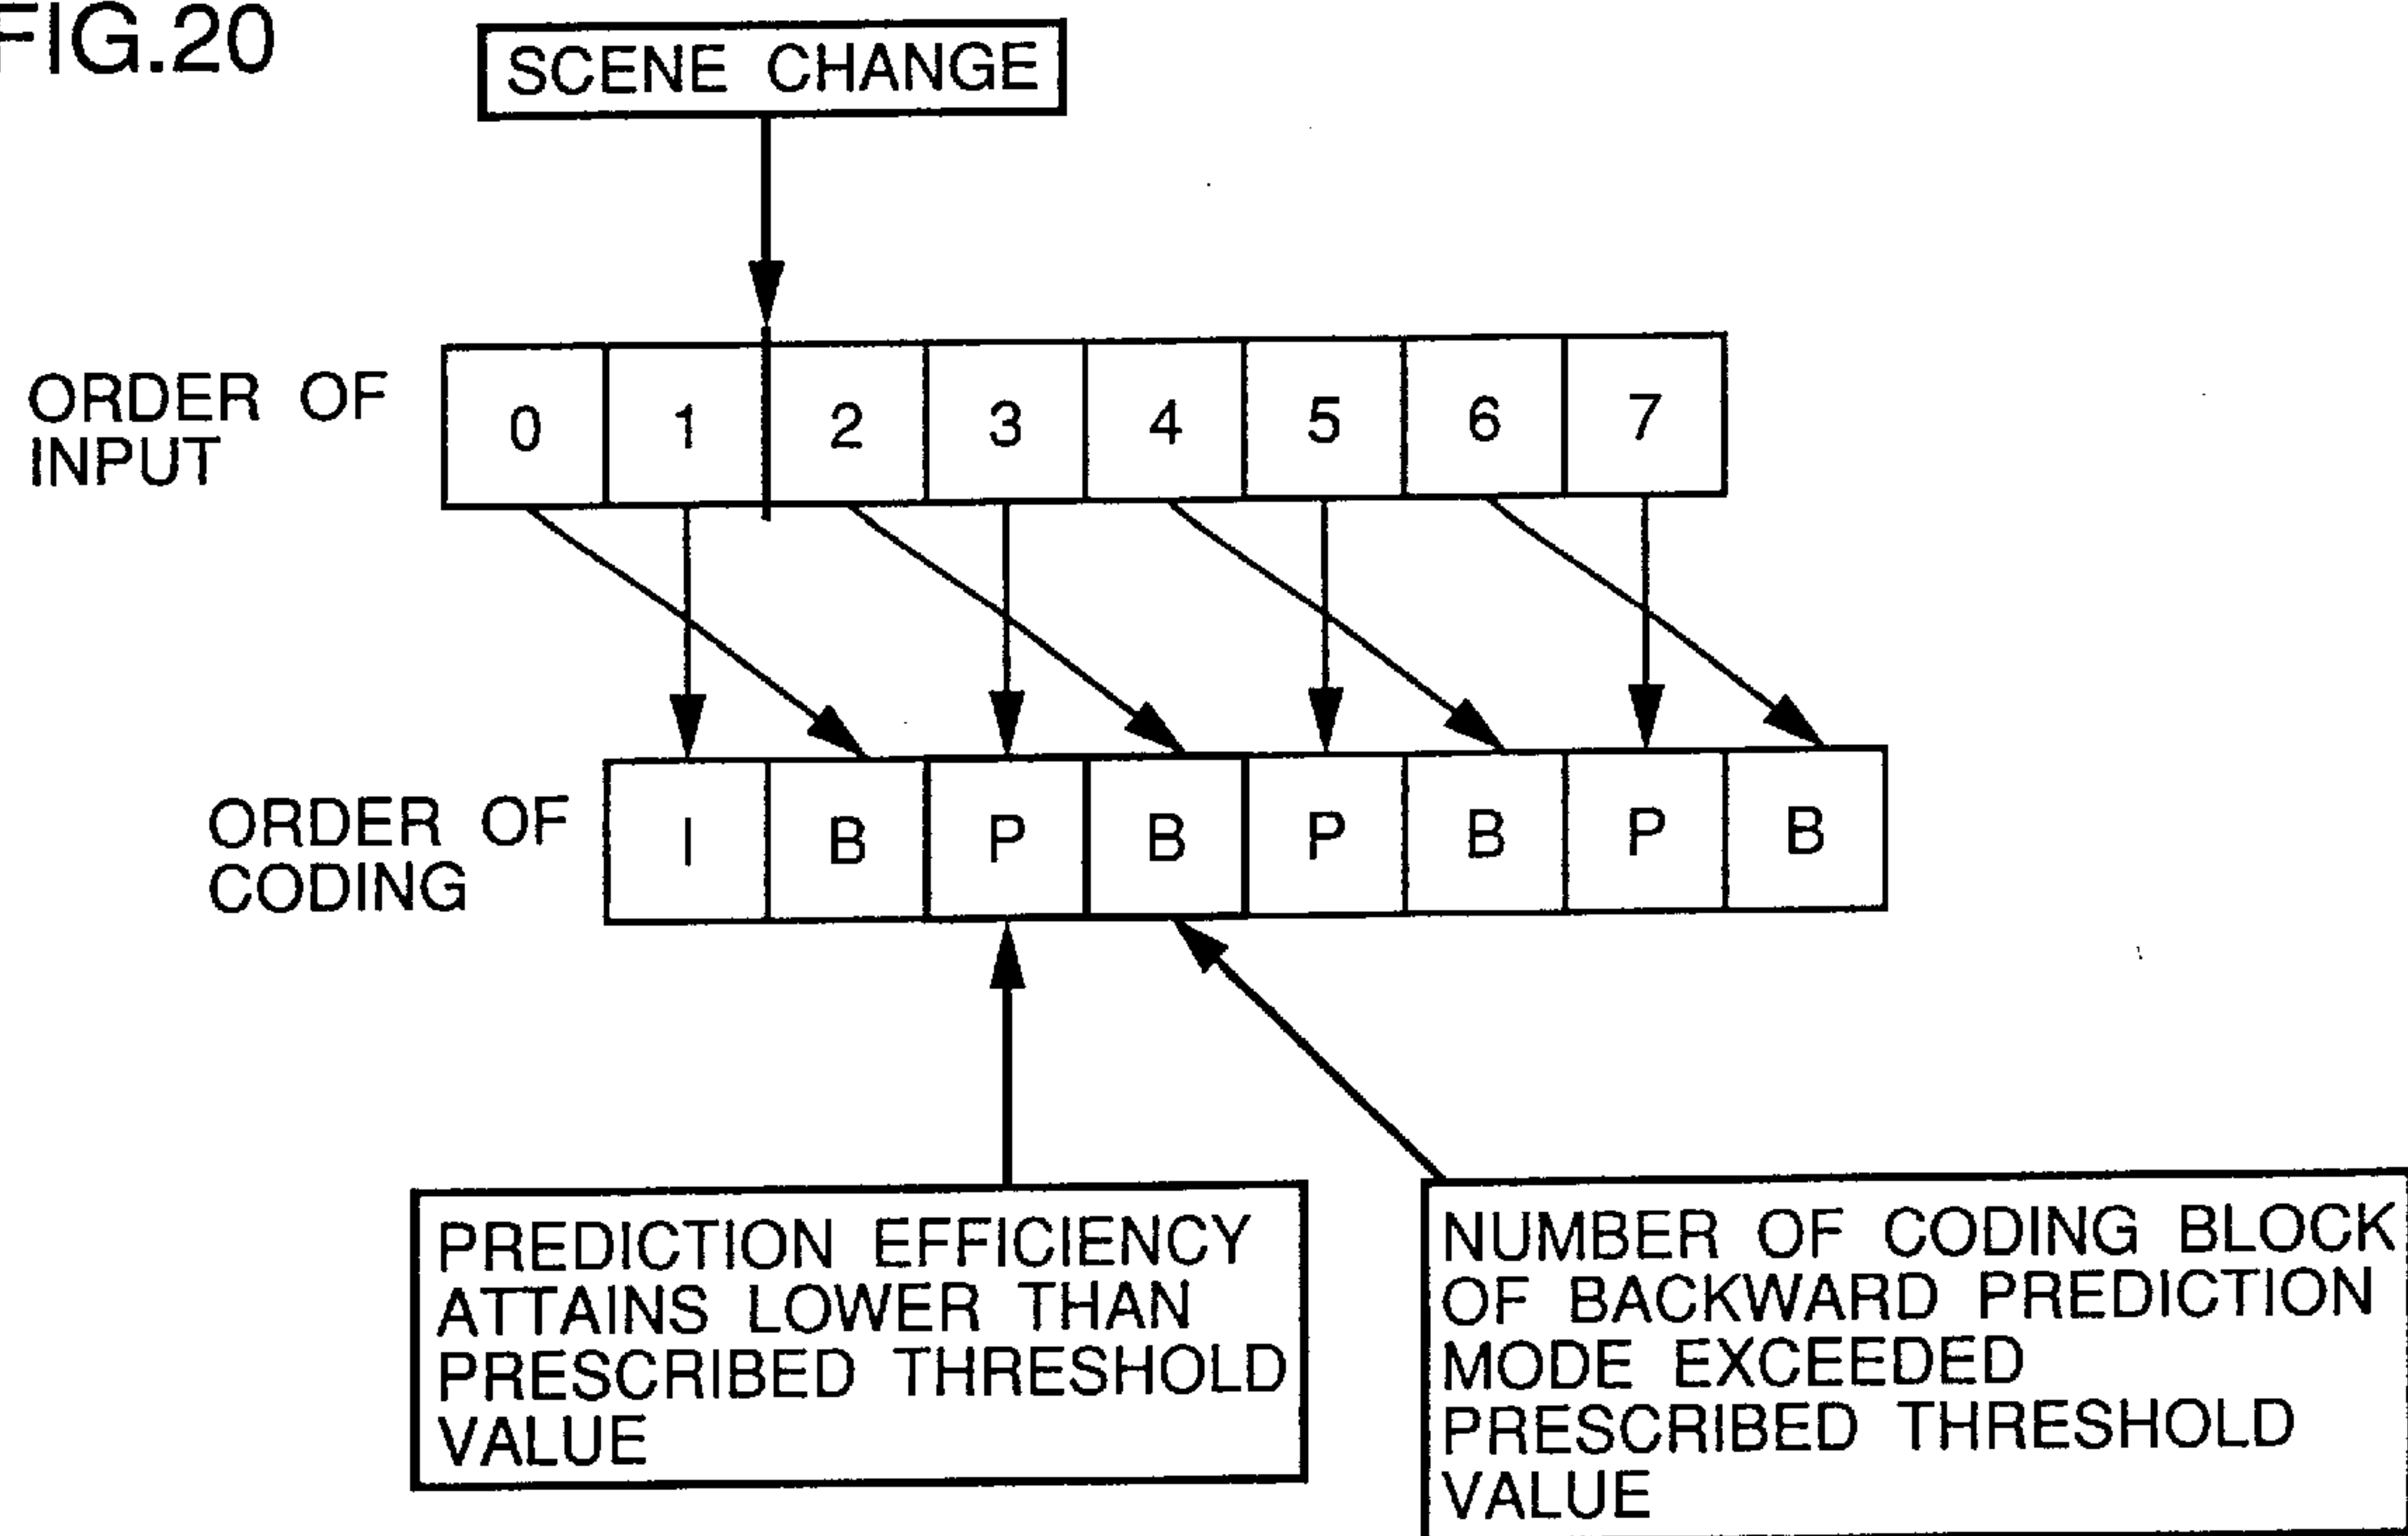 FIG.20
SCENE CHANGE
ORDER OF
INPUT
0 1 2 3 4 5 6 7
ORDER OF
CODING
I B P B P B P B
PREDICTION EFFICIENCY
ATTAINS LOWER THAN
PRESCRIBED THRESHOLD
VALUE
NUMBER OF CODING BLOCK
OF BACKWARD PREDICTION
MODE EXCEEDED
PRESCRIBED THRESHOLD
VALUE